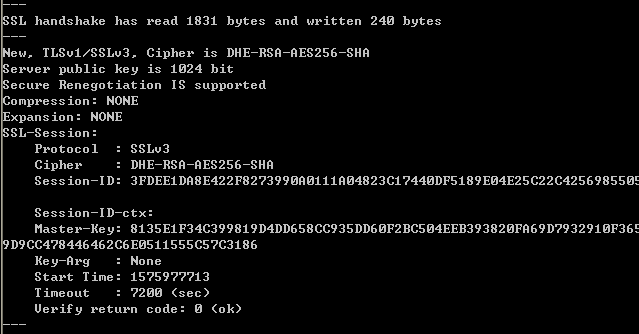 ---
SSL handshake has read 1831 bytes and written 240 bytes
---
New, TLSv1/SSLv3, Cipher is DHE-RSA-AES256-SHA
Server public key is 1024 bit
Secure Renegotiation IS supported
Compression: NONE
Expansion: NONE
SSL-Session:
    Protocol  : SSLv3
    Cipher    : DHE-RSA-AES256-SHA
    Session-ID: 3FDEE1DA8E422F8273990A0111A04823C17440DF5189E04E25C22C4256985505
    Session-ID-ctx:
    Master-Key: 8135E1F34C399819D4DD658CC935DD60F2BC504EEB393820FA69D7932910F365
9D9CC478446462C6E0511555C57C3186
    Key-Arg   : None
    Start Time: 1575977713
    Timeout   : 7200 (sec)
    Verify return code: 0 (ok)
---